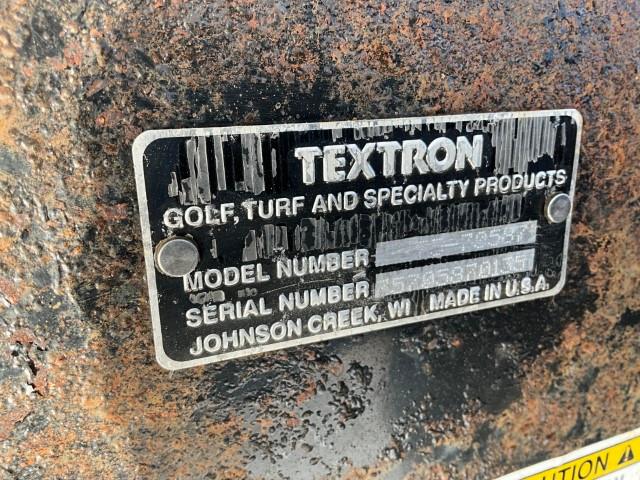 TEXTRON
GOLF, TURF AND SPECIALTY PRODUCTS
MODEL NUMBER
SERIAL NUMBER
JOHNSON CREEK, WI MADE IN U.S.A.
CAUTION